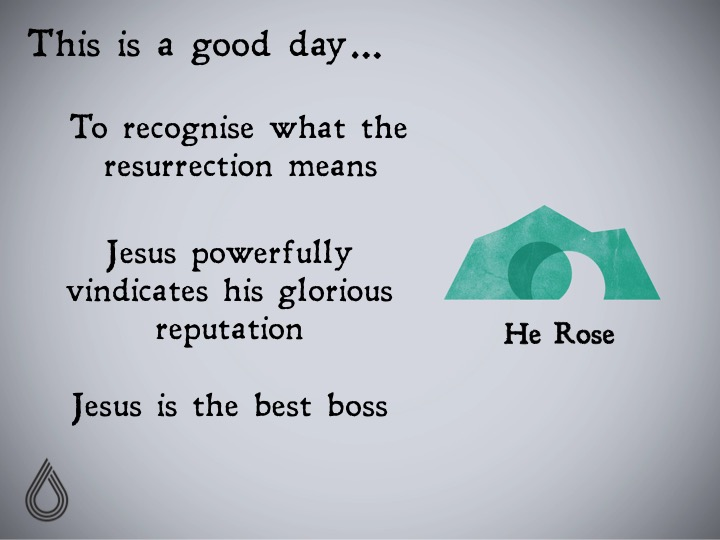 This is a good day...
To recognise what the
resurrection means
Jesus powerfully
vindicates his glorious
reputation
He Rose
Jesus is the best boss